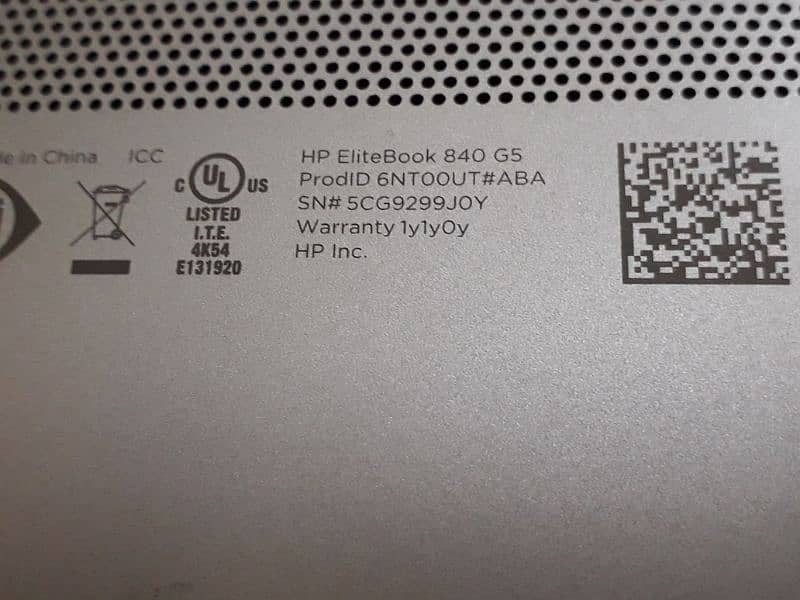 e in China ICC
C UL US
LISTED
I.T.E.
4K54
E131920
HP EliteBook 840 G5
ProdID 6NT00UT#ABA
SN# 5CG9299J0Y
Warranty 1y1y0y
HP Inc.